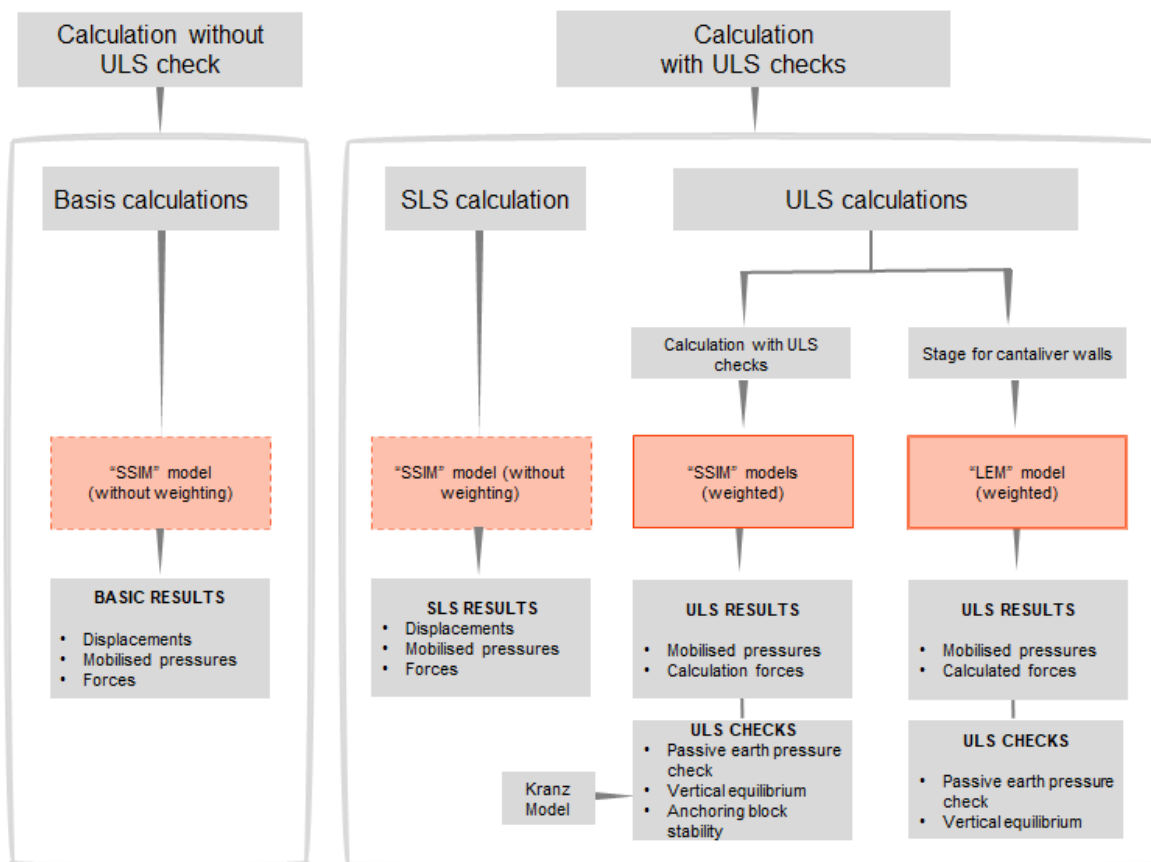 Calculation without
ULS check
Calculation
with ULS checks
Basis calculations
SLS calculation
ULS calculations
Calculation with ULS
checks
Stage for cantaliver walls
“SSIM” model
(without weighting)
“SSIM” model (without
weighting)
“SSIM” models
(weighted)
“LEM” model
(weighted)
BASIC RESULTS
• Displacements
• Mobilised pressures
• Forces
SLS RESULTS
• Displacements
• Mobilised pressures
• Forces
ULS RESULTS
• Mobilised pressures
• Calculation forces
ULS RESULTS
• Mobilised pressures
• Calculated forces
Kranz
Model
ULS CHECKS
• Passive earth pressure
check
• Vertical equilibrium
• Anchoring block
stability
ULS CHECKS
• Passive earth pressure
check
• Vertical equilibrium